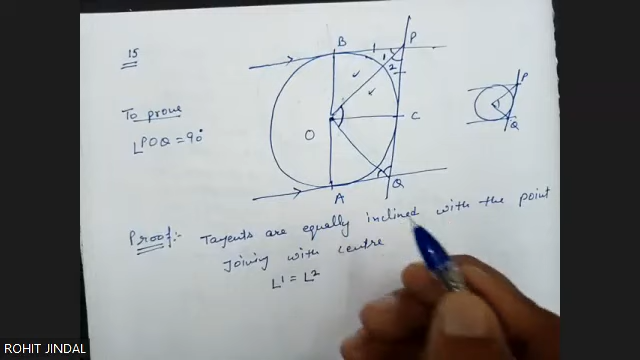 15
To prove
∟POQ = 90°
B
P
1
2
O
C
A
Q
P
Q
Proof:- Tangents are equally inclined with the point
joining with centre
∟1 = ∟2
ROHIT JINDAL